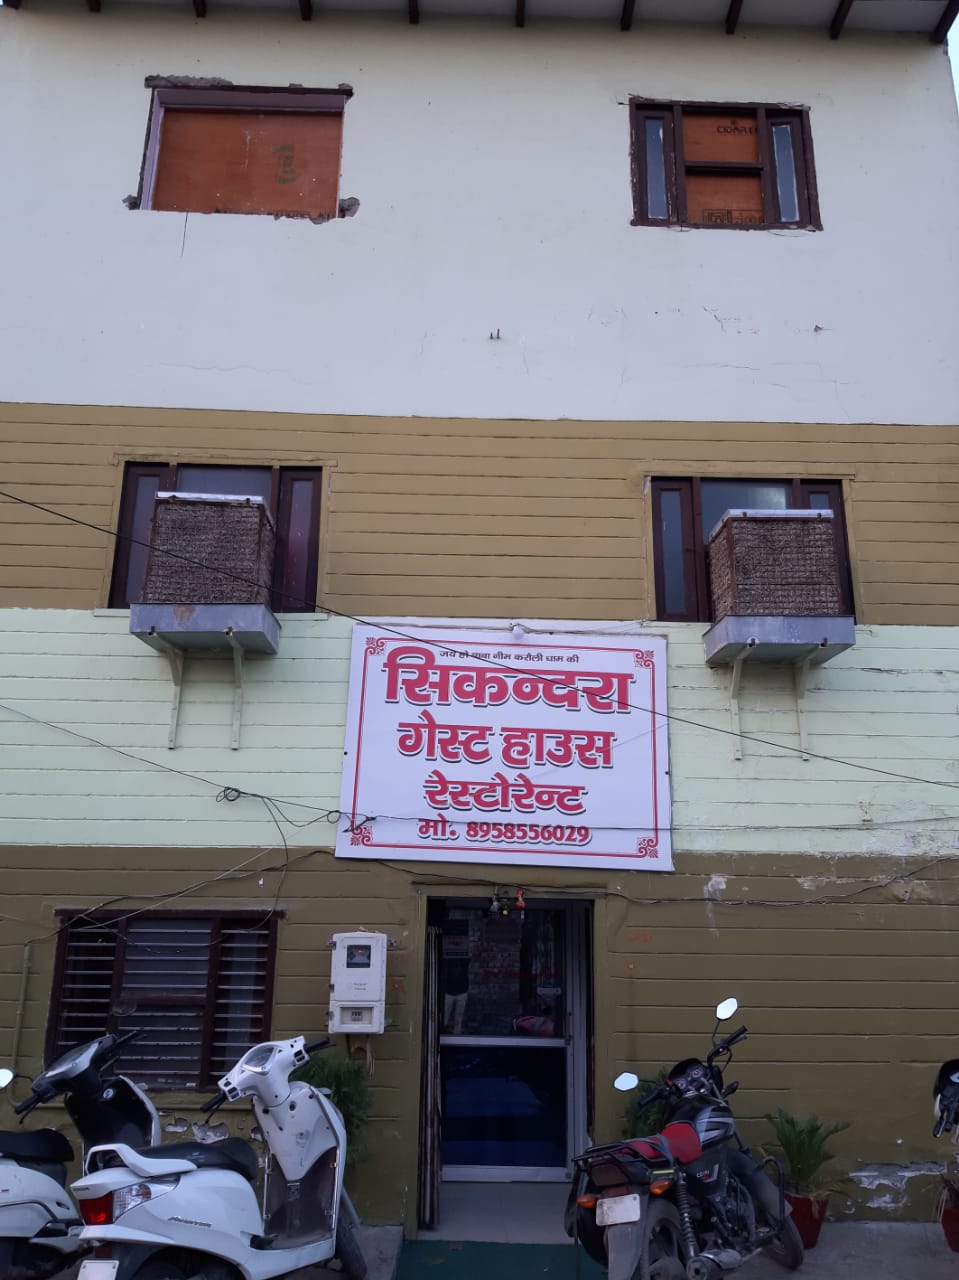 जय हो बाबा नीम करौली धाम की
सिकन्दरा
गेस्ट हाउस
रेस्टोरेन्ट
मो. 8958556029